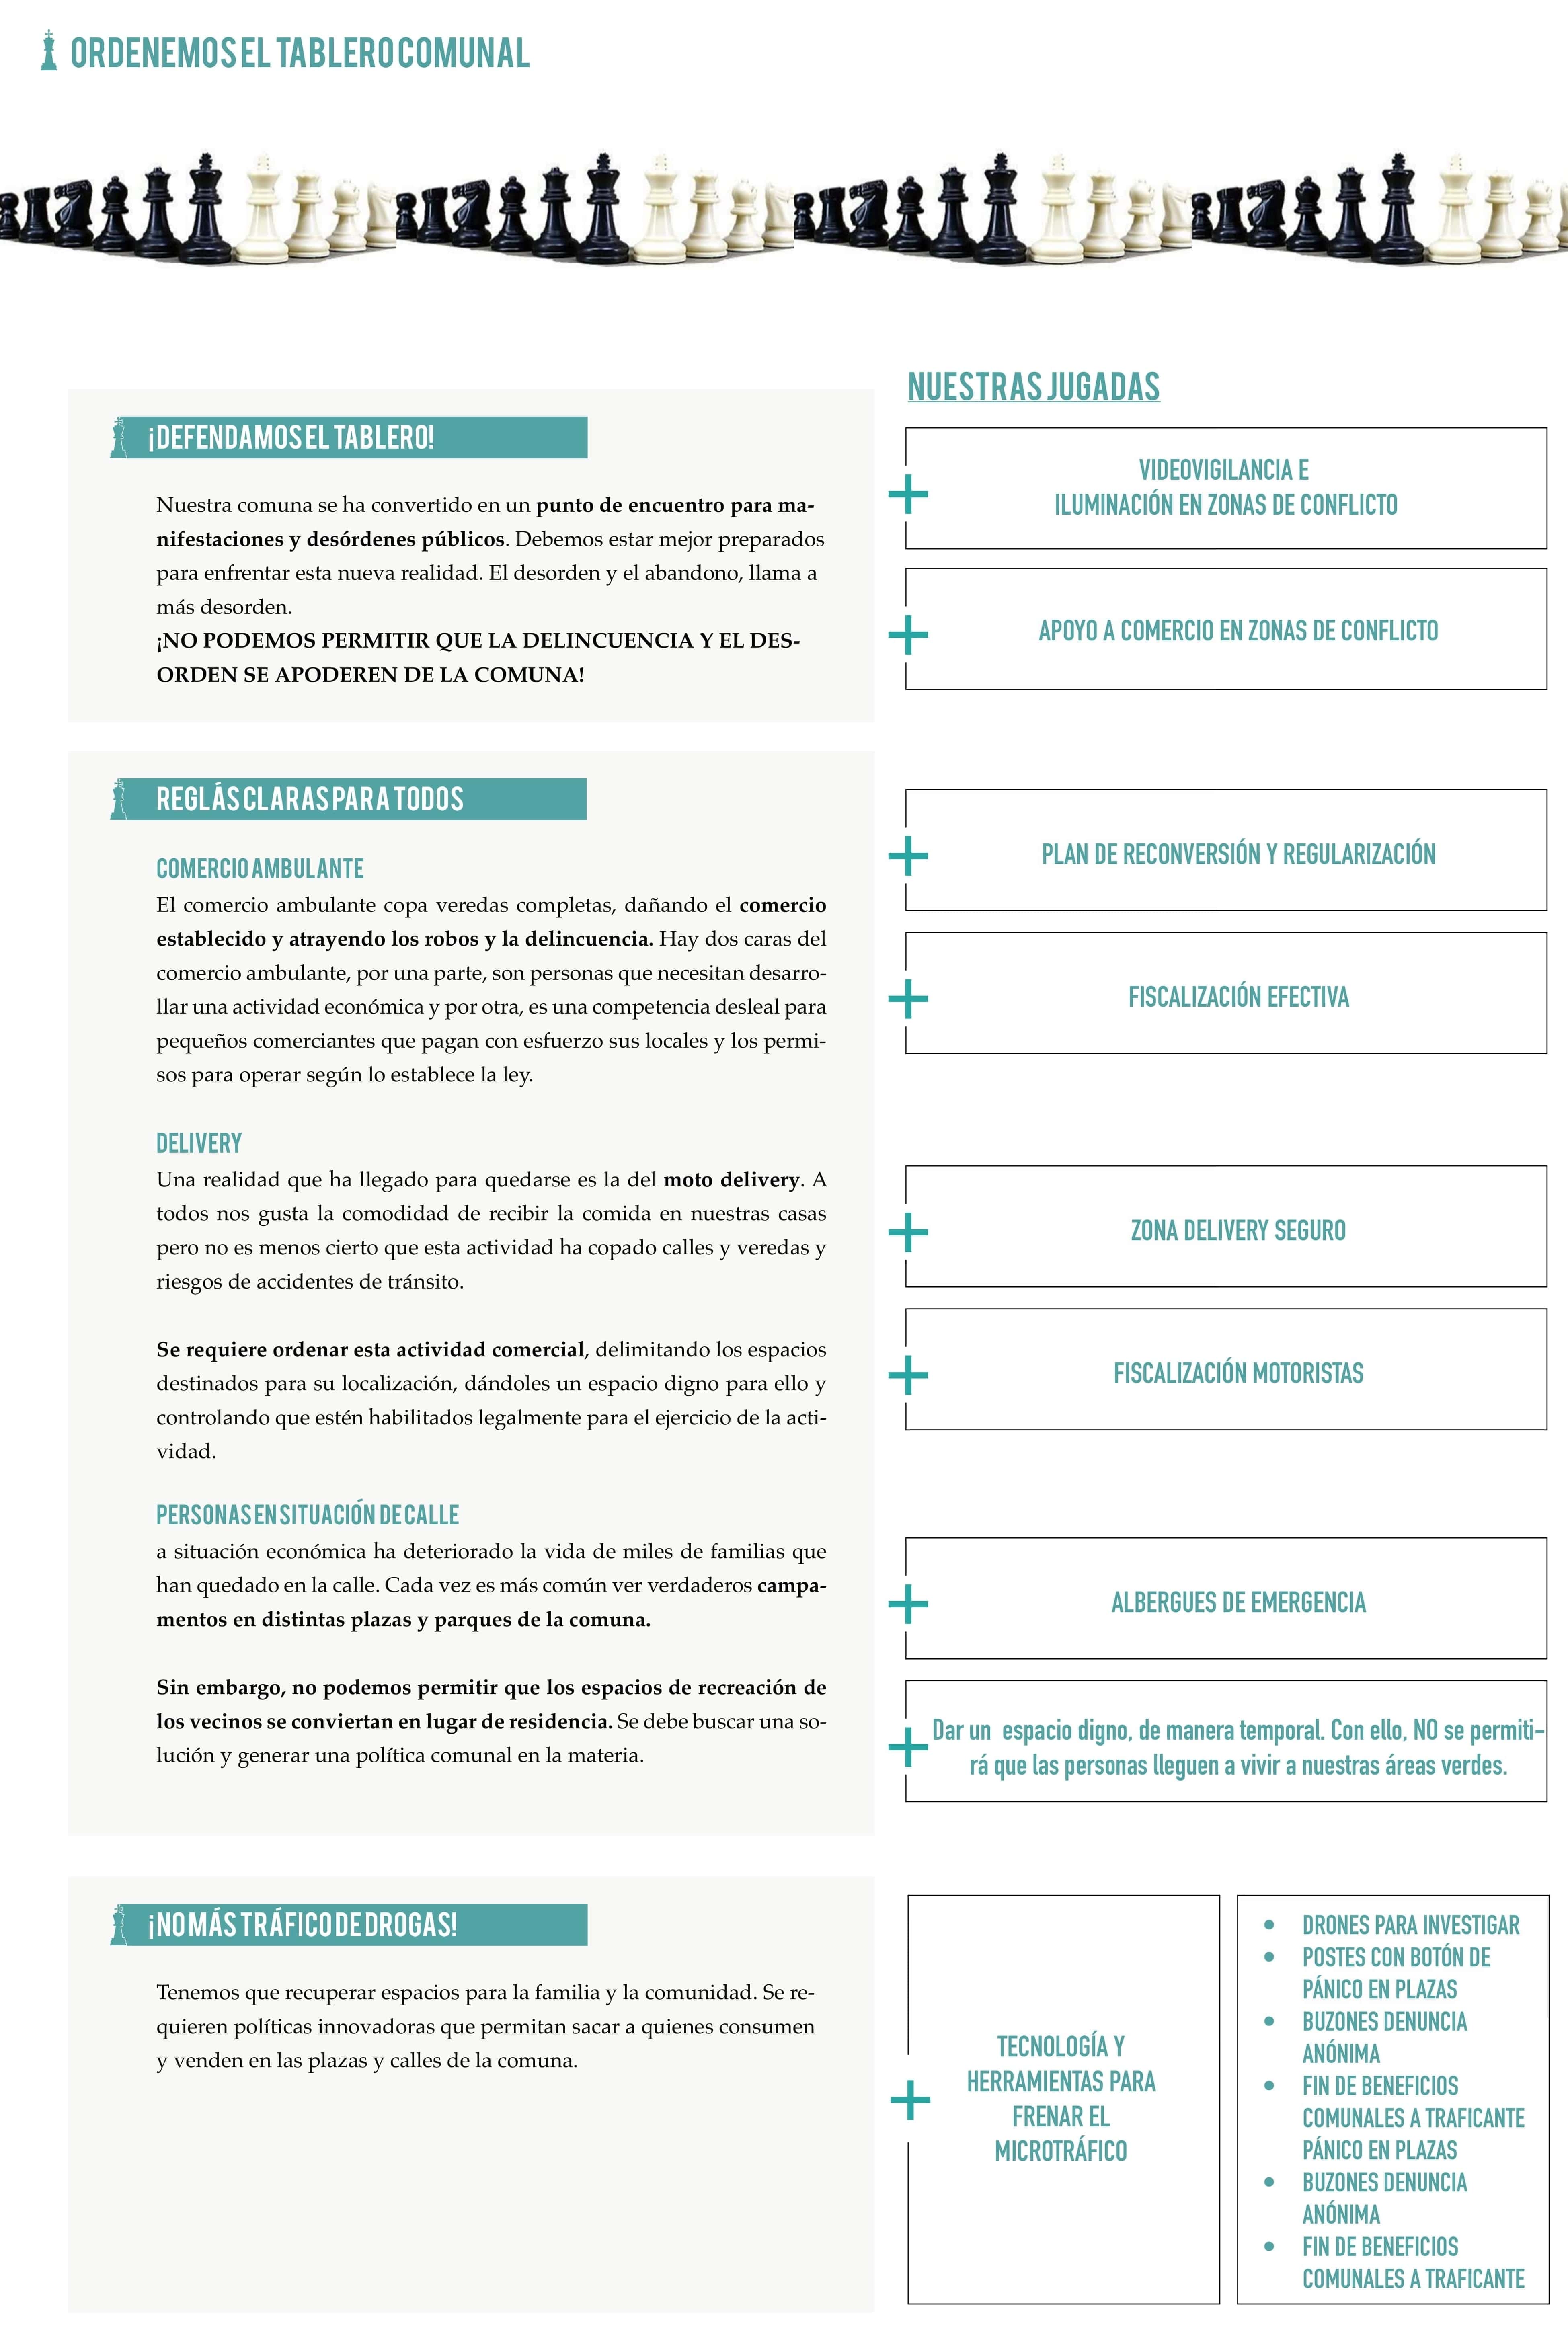 ORDENEMOS EL TABLERO COMUNAL
NUESTRAS JUGADAS
¡DEFENDAMOS EL TABLERO!
Nuestra comuna se ha convertido en un punto de encuentro para ma-
nifestaciones y desórdenes públicos. Debemos estar mejor preparados
para enfrentar esta nueva realidad. El desorden y el abandono, llama a
más desorden.
¡NO PODEMOS PERMITIR QUE LA DELINCUENCIA Y EL DES-
ORDEN SE APODEREN DE LA COMUNA!
VIDEOVIGILANCIA E
ILUMINACIÓN EN ZONAS DE CONFLICTO
APOYO A COMERCIO EN ZONAS DE CONFLICTO
REGLÁS CLARAS PARA TODOS
COMERCIO AMBULANTE
El comercio ambulante copa veredas completas, dañando el comercio
establecido y atrayendo los robos y la delincuencia. Hay dos caras del
comercio ambulante, por una parte, son personas que necesitan desarro-
llar una actividad económica y por otra, es una competencia desleal para
pequeños comerciantes que pagan con esfuerzo sus locales y los permi-
sos para operar según lo establece la ley.
PLAN DE RECONVERSIÓN Y REGULARIZACIÓN
FISCALIZACIÓN EFECTIVA
DELIVERY
Una realidad que ha llegado para quedarse es la del moto delivery. A
todos nos gusta la comodidad de recibir la comida en nuestras casas
pero no es menos cierto que esta actividad ha copado calles y veredas y
riesgos de accidentes de tránsito.
Se requiere ordenar esta actividad comercial, delimitando los espacios
destinados para su localización, dándoles un espacio digno para ello y
controlando que estén habilitados legalmente para el ejercicio de la acti-
vidad.
ZONA DELIVERY SEGURO
FISCALIZACIÓN MOTORISTAS
PERSONAS EN SITUACIÓN DE CALLE
a situación económica ha deteriorado la vida de miles de familias que
han quedado en la calle. Cada vez es más común ver verdaderos campa-
mentos en distintas plazas y parques de la comuna.
Sin embargo, no podemos permitir que los espacios de recreación de
los vecinos se conviertan en lugar de residencia. Se debe buscar una so-
lución y generar una política comunal en la materia.
ALBERGUES DE EMERGENCIA
Dar un espacio digno, de manera temporal. Con ello, NO se permiti-
rá que las personas lleguen a vivir a nuestras áreas verdes.
¡NO MÁS TRÁFICO DE DROGAS!
Tenemos que recuperar espacios para la familia y la comunidad. Se re-
quieren políticas innovadoras que permitan sacar a quienes consumen
y venden en las plazas y calles de la comuna.
TECNOLOGÍA Y
HERRAMIENTAS PARA
FRENAR EL
MICROTRÁFICO
• DRONES PARA INVESTIGAR
• POSTES CON BOTÓN DE
PÁNICO EN PLAZAS
• BUZONES DENUNCIA
ANÓNIMA
• FIN DE BENEFICIOS
COMUNALES A TRAFICANTE
PÁNICO EN PLAZAS
• BUZONES DENUNCIA
ANÓNIMA
• FIN DE BENEFICIOS
COMUNALES A TRAFICANTE